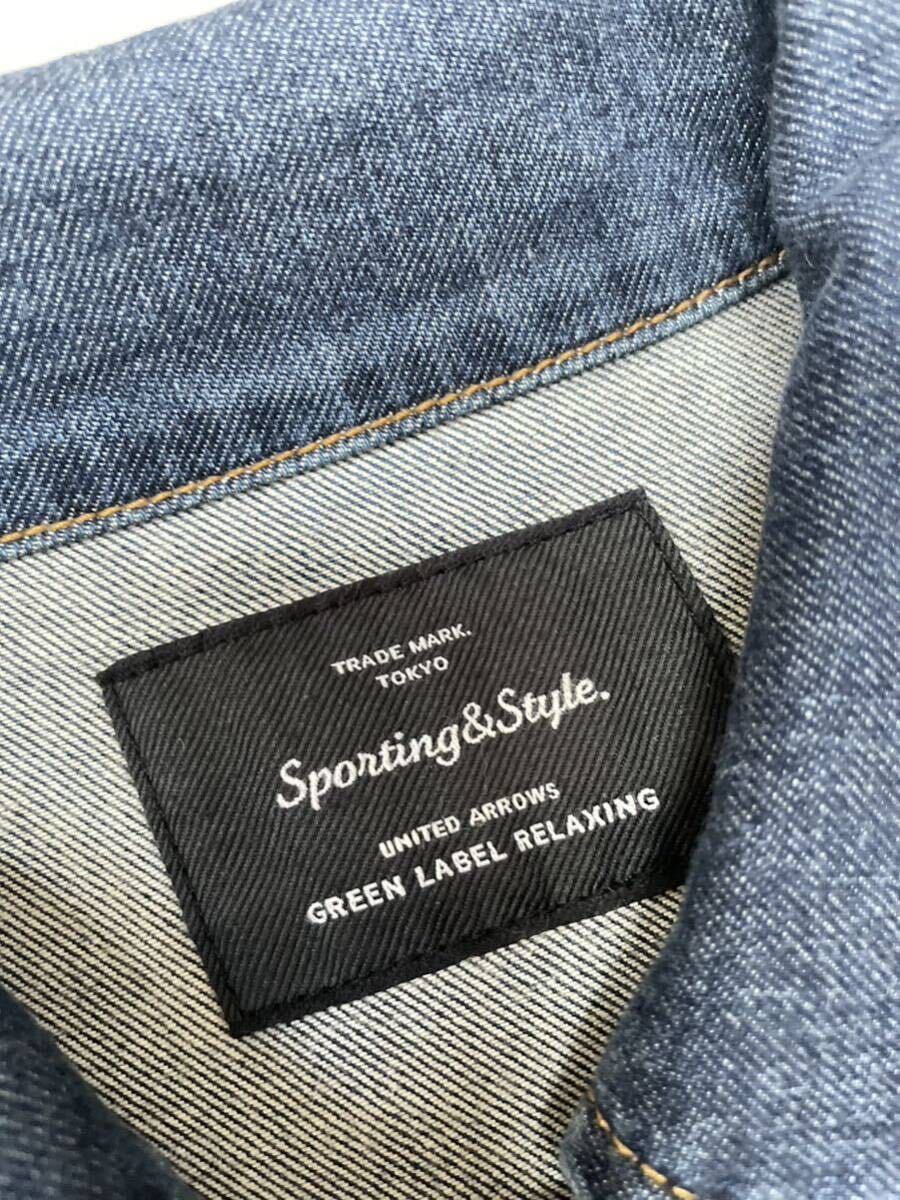 TRADE MARK.
TOKYO
Sporting&Style.
UNITED ARROWS
GREEN LABEL RELAXING